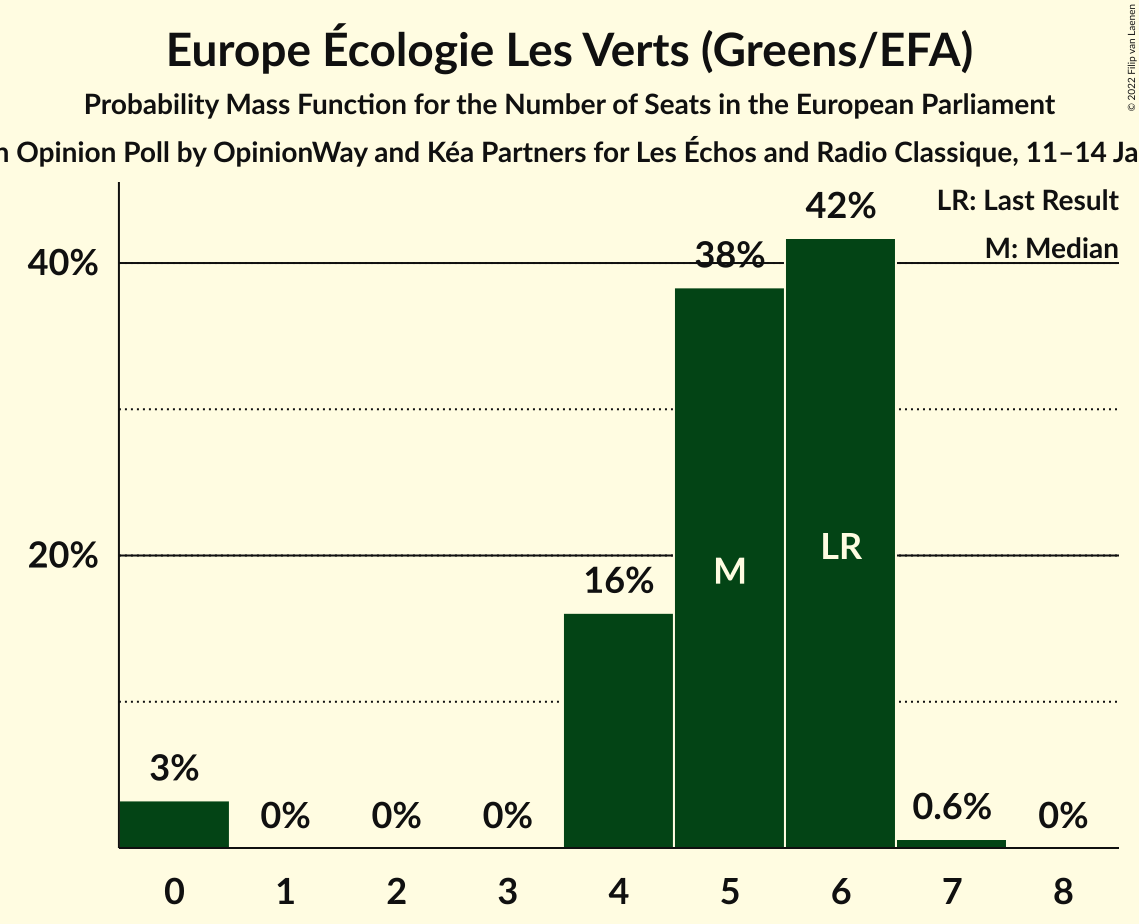 Europe Écologie Les Verts (Greens/EFA)
Probability Mass Function for the Number of Seats in the European Parliament
Opinion Poll by OpinionWay and Kéa Partners for Les Échos and Radio Classique, 11–14 Ja
© 2022 Filip van Laenen
LR: Last Result
M: Median
42%
38%
40%
LR
M
20%
16%
3%
0%
0%
0%
0.6%
0%
0 1 2 3 4 5 6 7 8